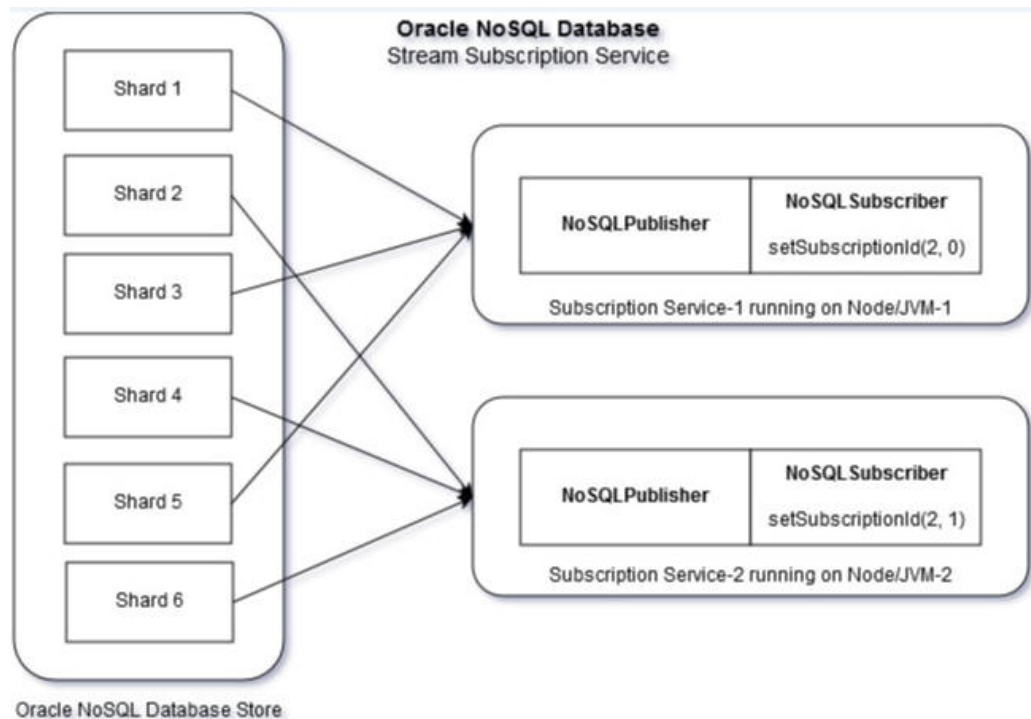 Oracle NoSQL Database
Stream Subscription Service
Shard 1
Shard 2
Shard 3
Shard 4
Shard 5
Shard 6
Oracle NoSQL Database Store
NoSQLPublisher
NoSQLSubscriber
setSubscriptionId(2, 0)
Subscription Service-1 running on Node/JVM-1
NoSQLPublisher
NoSQLSubscriber
setSubscriptionId(2, 1)
Subscription Service-2 running on Node/JVM-2